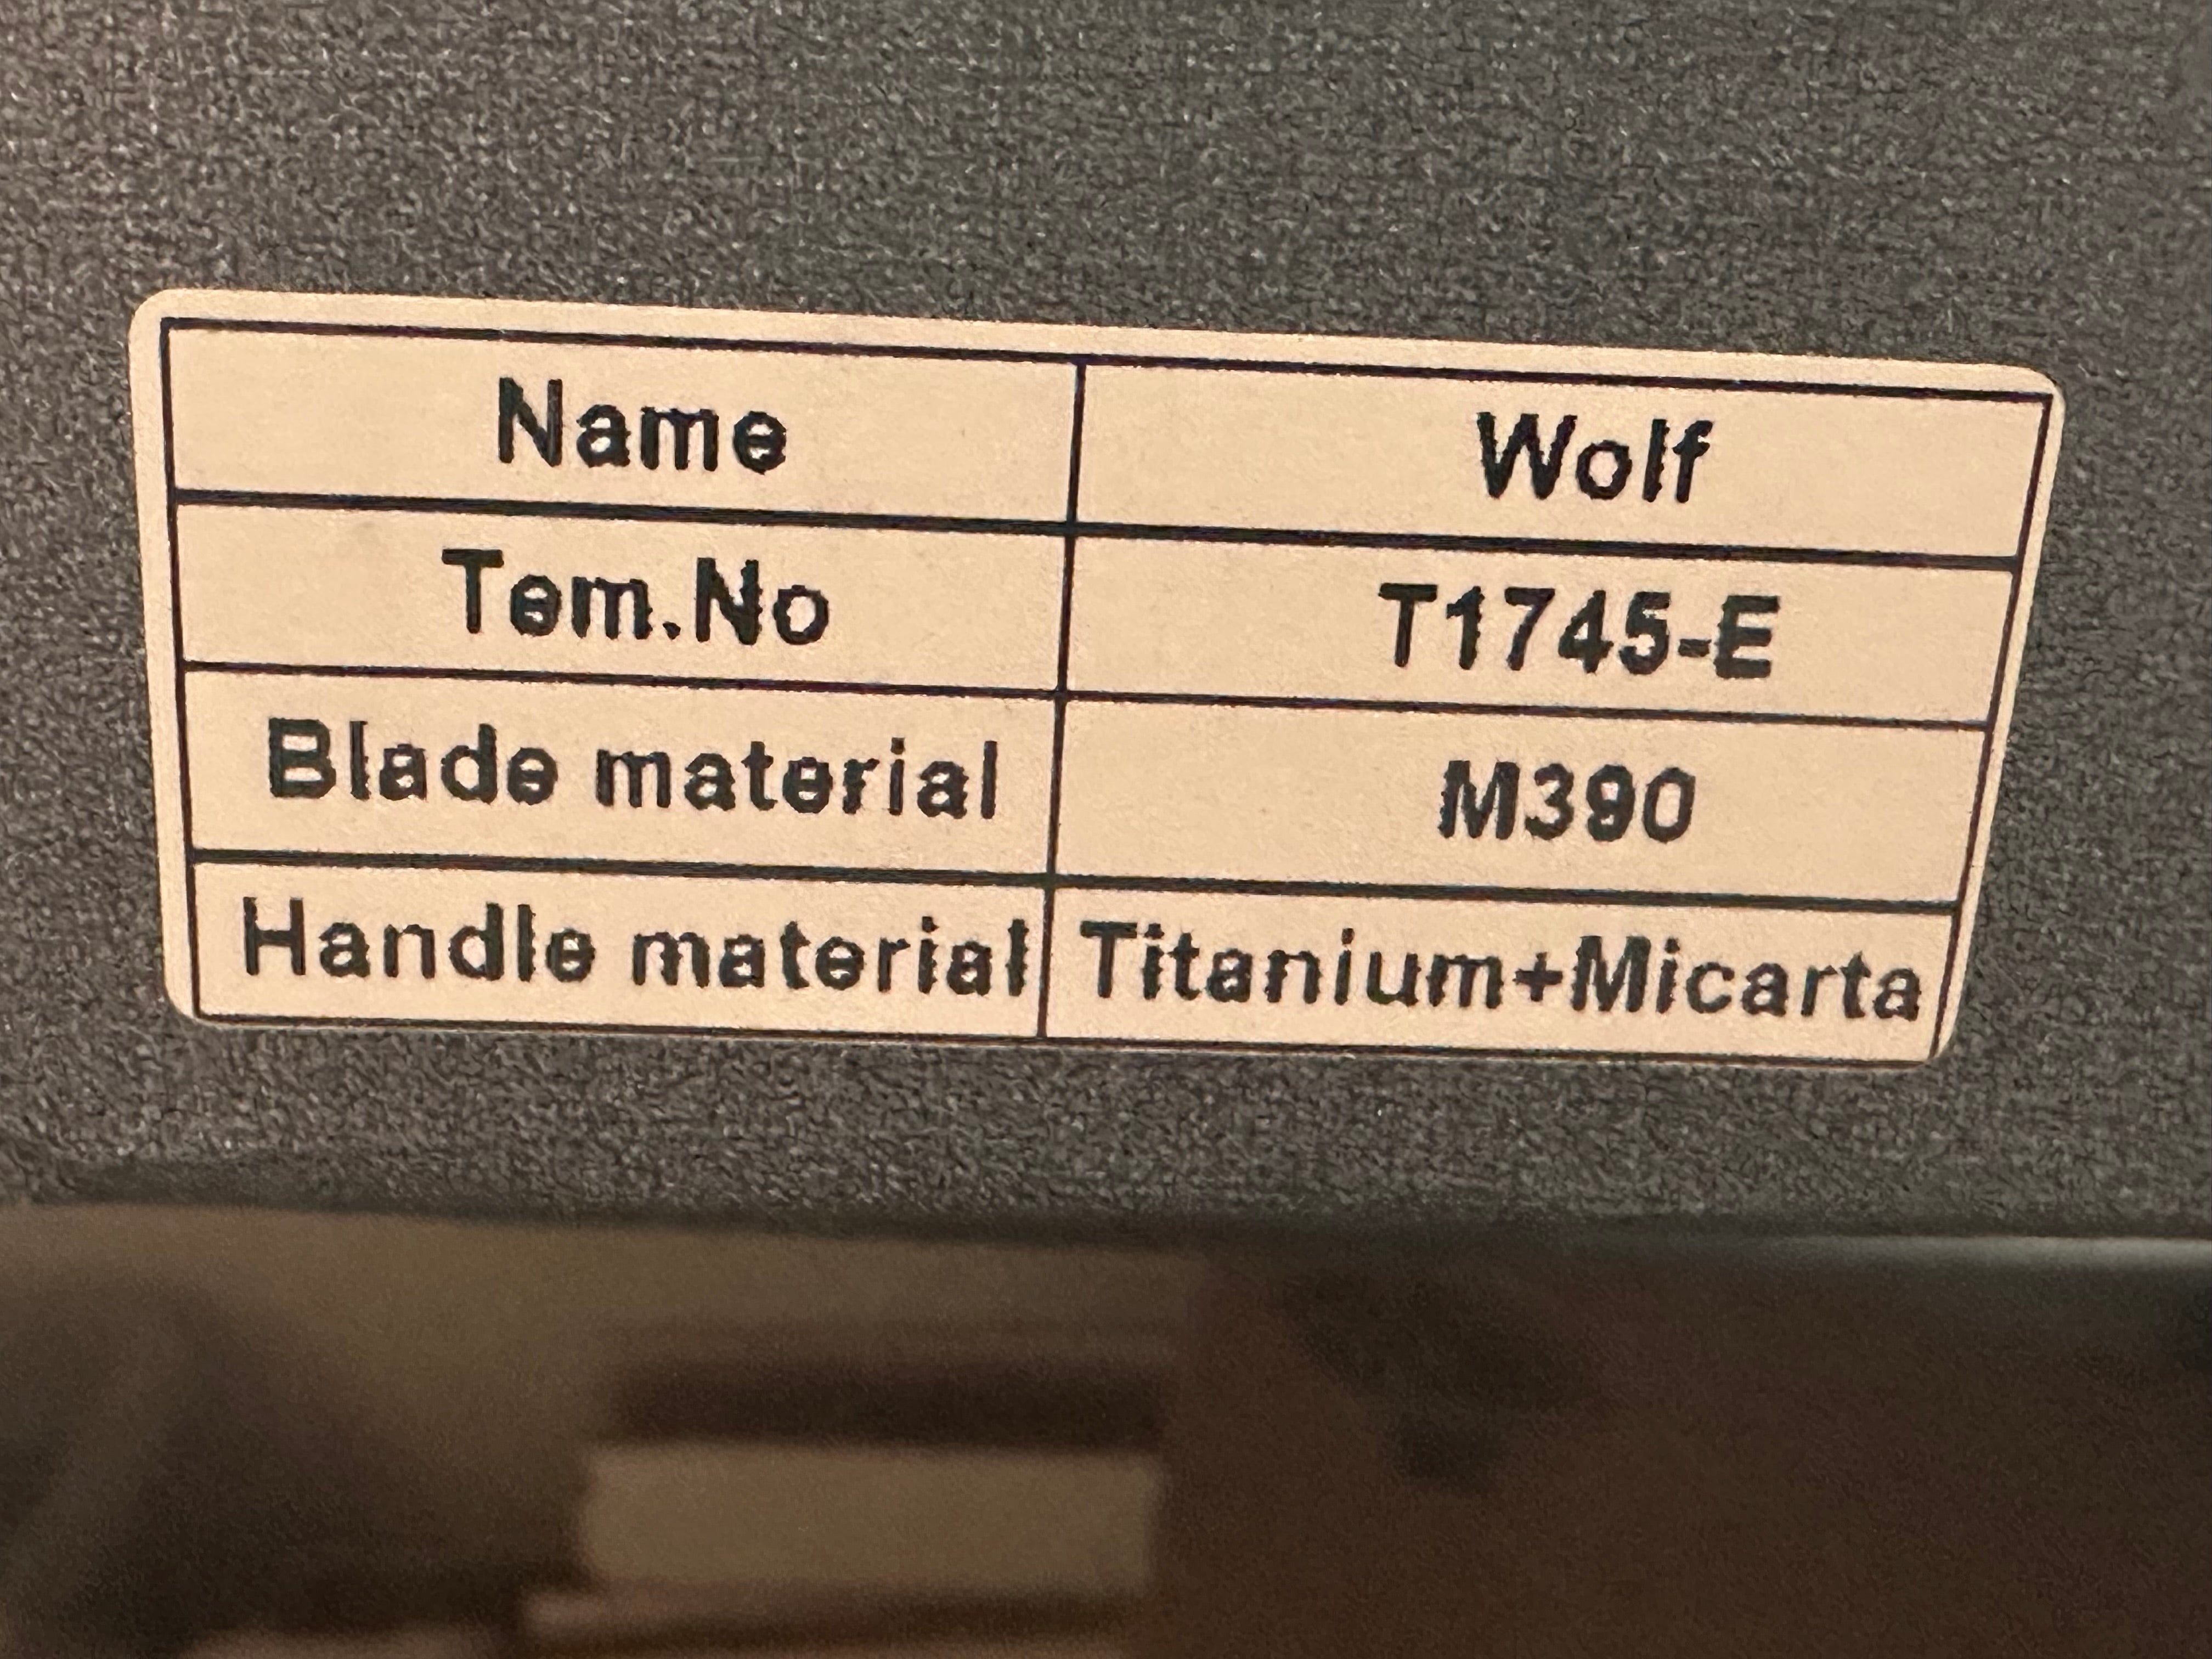 Name Wolf
Tem.No T1745-E
Blade material M390
Handle material Titanium+Micarta